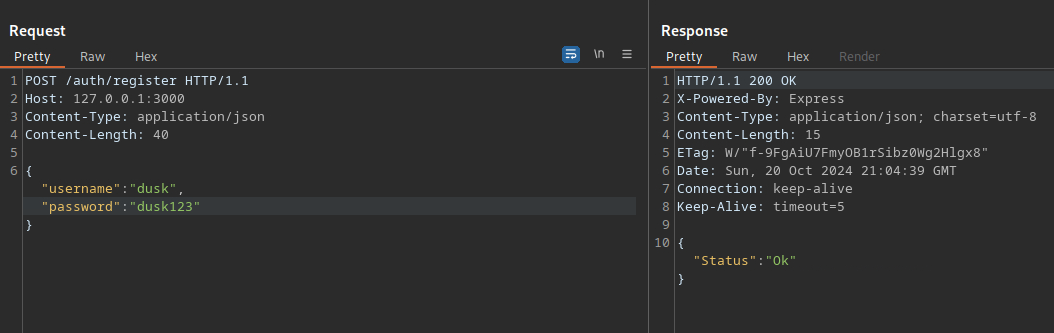 Request
Pretty Raw Hex
\n
1 POST /auth/register HTTP/1.1
2 Host: 127.0.0.1:3000
3 Content-Type: application/json
4 Content-Length: 40
5
6 {
"username":"dusk",
"password":"dusk123"
}
Response
Pretty Raw Hex Render
1 HTTP/1.1 200 OK
2 X-Powered-By: Express
3 Content-Type: application/json; charset=utf-8
4 Content-Length: 15
5 ETag: W/"f-9FgAiU7FmyOB1rSibz0Wg2Hlgx8"
6 Date: Sun, 20 Oct 2024 21:04:39 GMT
7 Connection: keep-alive
8 Keep-Alive: timeout=5
9
10 {
"Status":"Ok"
}